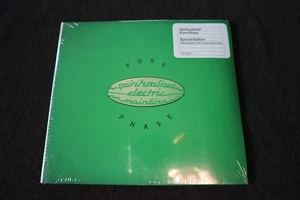 Spiritualized®
Pure Phase
Special Edition
PURE
spiritualized
electric
mainline
PHASE